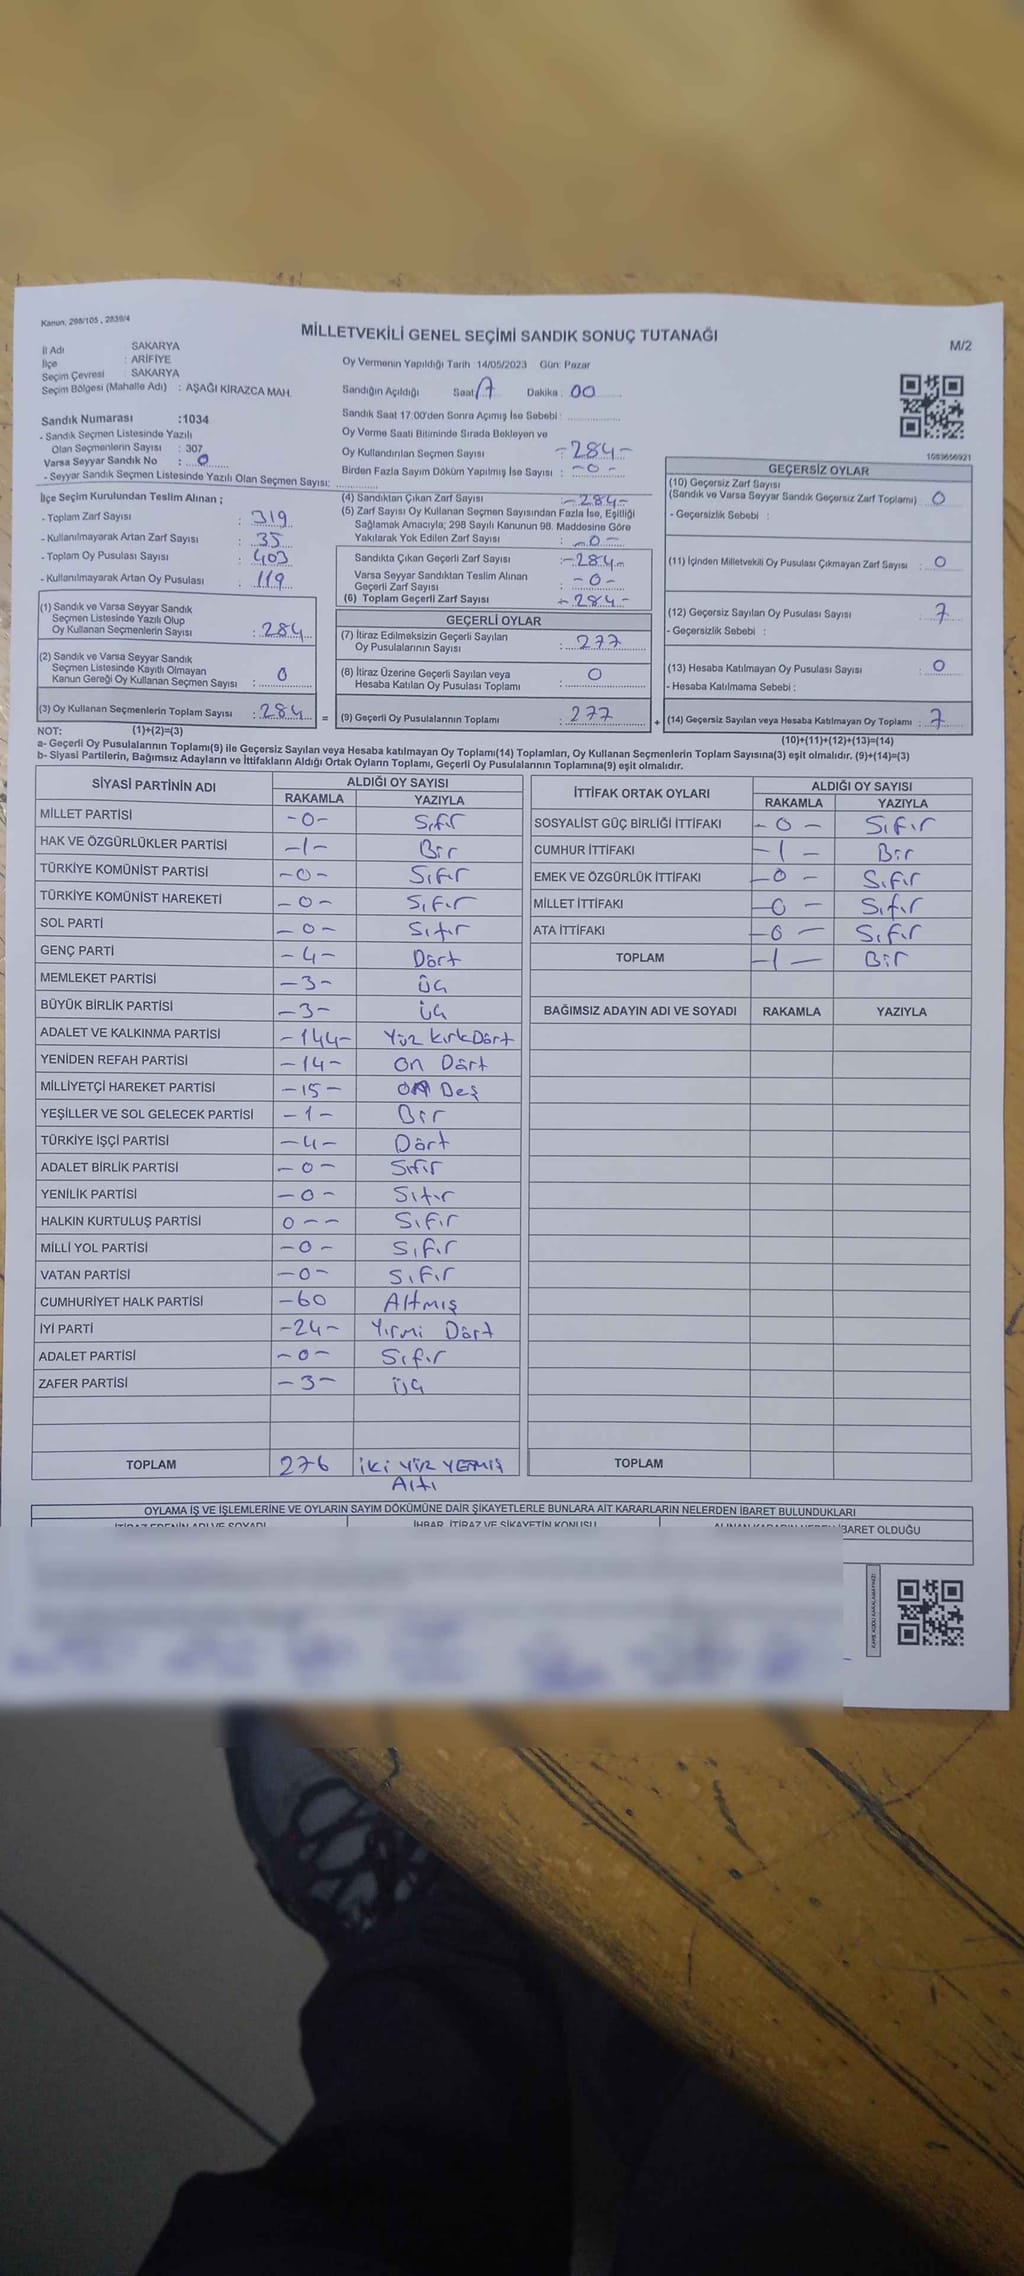 Kanun; 298/105 , 2839/4
MİLLETVEKİLİ GENEL SEÇİMİ SANDIK SONUÇ TUTANAĞI
M/2
İl Adı : SAKARYA
İlçe : ARİFİYE
Seçim Çevresi : SAKARYA
Seçim Bölgesi (Mahalle Adı) : AŞAĞI KİRAZCA MAH.
Sandık Numarası :1034
- Sandık Seçmen Listesinde Yazılı
Olan Seçmenlerin Sayısı : 307
Varsa Seyyar Sandık No : 0
- Seyyar Sandık Seçmen Listesinde Yazılı Olan Seçmen Sayısı:
Oy Vermenin Yapıldığı Tarih :14/05/2023 Gün: Pazar
Sandığın Açıldığı Saat 17 Dakika : 00
Sandık Saat 17:00'den Sonra Açımış İse Sebebi :
Oy Verme Saati Bitiminde Sırada Bekleyen ve
Oy Kullandırılan Seçmen Sayısı -284-
Birden Fazla Sayım Döküm Yapılmış İse Sayısı : -0-
1083656921
İlçe Seçim Kurulundan Teslim Alınan ;
- Toplam Zarf Sayısı : 319
- Kullanılmayarak Artan Zarf Sayısı : 35
- Toplam Oy Pusulası Sayısı : 403
- Kullanılmayarak Artan Oy Pusulası : 119
(1) Sandık ve Varsa Seyyar Sandık
Seçmen Listesinde Yazılı Olup
Oy Kullanan Seçmenlerin Sayısı : 284
(2) Sandık ve Varsa Seyyar Sandık
Seçmen Listesinde Kayıtlı Olmayan
Kanun Gereği Oy Kullanan Seçmen Sayısı : 0
(3) Oy Kullanan Seçmenlerin Toplam Sayısı : 284 =
(4) Sandıktan Çıkan Zarf Sayısı :-284-
(5) Zarf Sayısı Oy Kullanan Seçmen Sayısından Fazla İse, Eşitliği
Sağlamak Amacıyla; 298 Sayılı Kanunun 98. Maddesine Göre
Yakılarak Yok Edilen Zarf Sayısı : -0-
Sandıkta Çıkan Geçerli Zarf Sayısı :-284-
Varsa Seyyar Sandıktan Teslim Alınan
Geçerli Zarf Sayısı : -0-
(6) Toplam Geçerli Zarf Sayısı -284-
GEÇERLİ OYLAR
(7) İtiraz Edilmeksizin Geçerli Sayılan
Oy Pusulalarının Sayısı : 277
(8) İtiraz Üzerine Geçerli Sayılan veya
Hesaba Katılan Oy Pusulası Toplamı : 0
(9) Geçerli Oy Pusulalarının Toplamı : 277 +
GEÇERSİZ OYLAR
(10) Geçersiz Zarf Sayısı
(Sandık ve Varsa Seyyar Sandık Geçersiz Zarf Toplamı) 0
- Geçersizlik Sebebi :
(11) İçinden Milletvekili Oy Pusulası Çıkmayan Zarf Sayısı : 0
(12) Geçersiz Sayılan Oy Pusulası Sayısı : 7
- Geçersizlik Sebebi :
(13) Hesaba Katılmayan Oy Pusulası Sayısı : 0
- Hesaba Katılmama Sebebi :
(14) Geçersiz Sayılan veya Hesaba Katılmayan Oy Toplamı : 7
NOT: (1)+(2)=(3) (10)+(11)+(12)+(13)=(14)
a- Geçerli Oy Pusulalarının Toplamı(9) ile Geçersiz Sayılan veya Hesaba katılmayan Oy Toplamı(14) Toplamları, Oy Kullanan Seçmenlerin Toplam Sayısına(3) eşit olmalıdır. (9)+(14)=(3)
b- Siyasi Partilerin, Bağımsız Adayların ve İttifakların Aldığı Ortak Oyların Toplamı, Geçerli Oy Pusulalarının Toplamına(9) eşit olmalıdır.
SİYASİ PARTİNİN ADI ALDIĞI OY SAYISI
RAKAMLA YAZIYLA
MİLLET PARTİSİ -0- Sıfır
HAK VE ÖZGÜRLÜKLER PARTİSİ -1- Bir
TÜRKİYE KOMÜNİST PARTİSİ -0- Sıfır
TÜRKİYE KOMÜNİST HAREKETİ -0- Sıfır
SOL PARTİ -0- Sıfır
GENÇ PARTİ -4- Dört
MEMLEKET PARTİSİ -3- Üç
BÜYÜK BİRLİK PARTİSİ -3- Üç
ADALET VE KALKINMA PARTİSİ -144- Yüz kırk Dört
YENİDEN REFAH PARTİSİ -14- On Dört
MİLLİYETÇİ HAREKET PARTİSİ -15- On Beş
YEŞİLLER VE SOL GELECEK PARTİSİ -1- Bir
TÜRKİYE İŞÇİ PARTİSİ -4- Dört
ADALET BİRLİK PARTİSİ -0- Sıfır
YENİLİK PARTİSİ -0- Sıfır
HALKIN KURTULUŞ PARTİSİ 0-- Sıfır
MİLLİ YOL PARTİSİ -0- Sıfır
VATAN PARTİSİ -0- Sıfır
CUMHURİYET HALK PARTİSİ -60 Altmış
İYİ PARTİ -24- Yirmi Dört
ADALET PARTİSİ -0- Sıfır
ZAFER PARTİSİ -3- Üç
TOPLAM 276 İKİ YÜZ YETMİŞ
Altı
İTTİFAK ORTAK OYLARI ALDIĞI OY SAYISI
RAKAMLA YAZIYLA
SOSYALİST GÜÇ BİRLİĞİ İTTİFAKI -0- Sıfır
CUMHUR İTTİFAKI -1- Bir
EMEK VE ÖZGÜRLÜK İTTİFAKI -0- Sıfır
MİLLET İTTİFAKI -0- Sıfır
ATA İTTİFAKI -0- Sıfır
TOPLAM -1- Bir
BAĞIMSIZ ADAYIN ADI VE SOYADI RAKAMLA YAZIYLA
TOPLAM
OYLAMA İŞ VE İŞLEMLERİNE VE OYLARIN SAYIM DÖKÜMÜNE DAİR ŞİKAYETLERLE BUNLARA AİT KARARLARIN NELERDEN İBARET BULUNDUKLARI
İTİRAZ EDENİN ADI VE SOYADI İHBAR, İTİRAZ VE ŞİKAYETİN KONUSU İBARET OLDUĞU